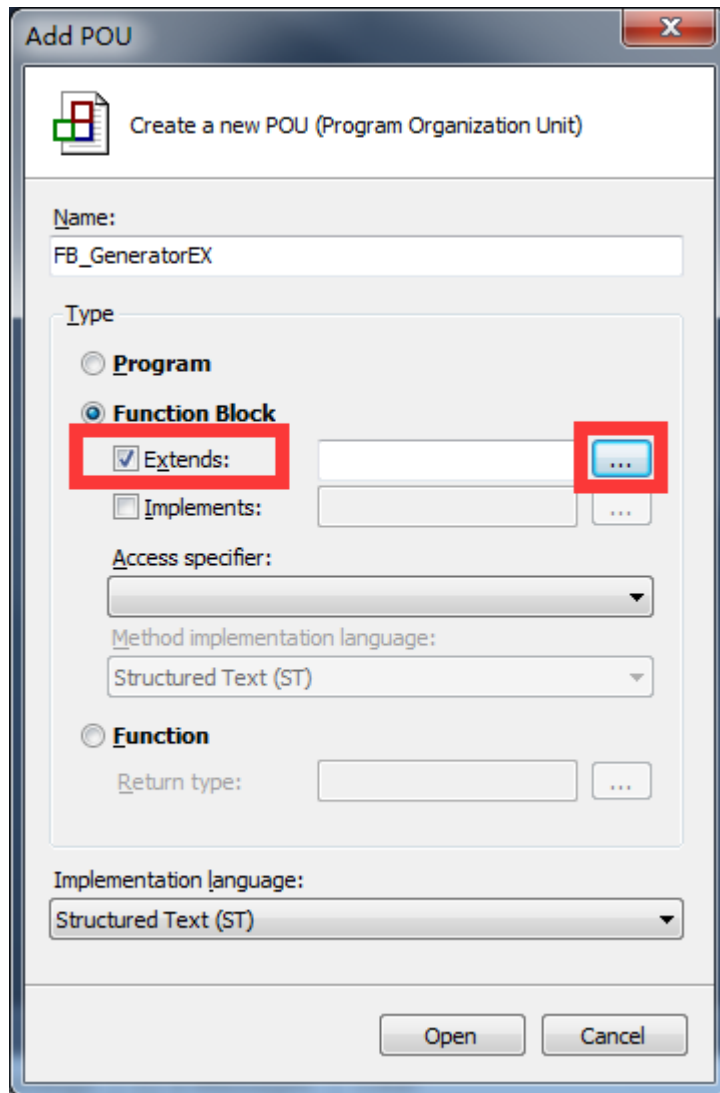 Add POU
Create a new POU (Program Organization Unit)
Name:
FB_GeneratorEX
Type
Program
Function Block
Extends: ...
Implements: ...
Access specifier:
Method implementation language:
Structured Text (ST)
Function
Return type: ...
Implementation language:
Structured Text (ST)
Open Cancel